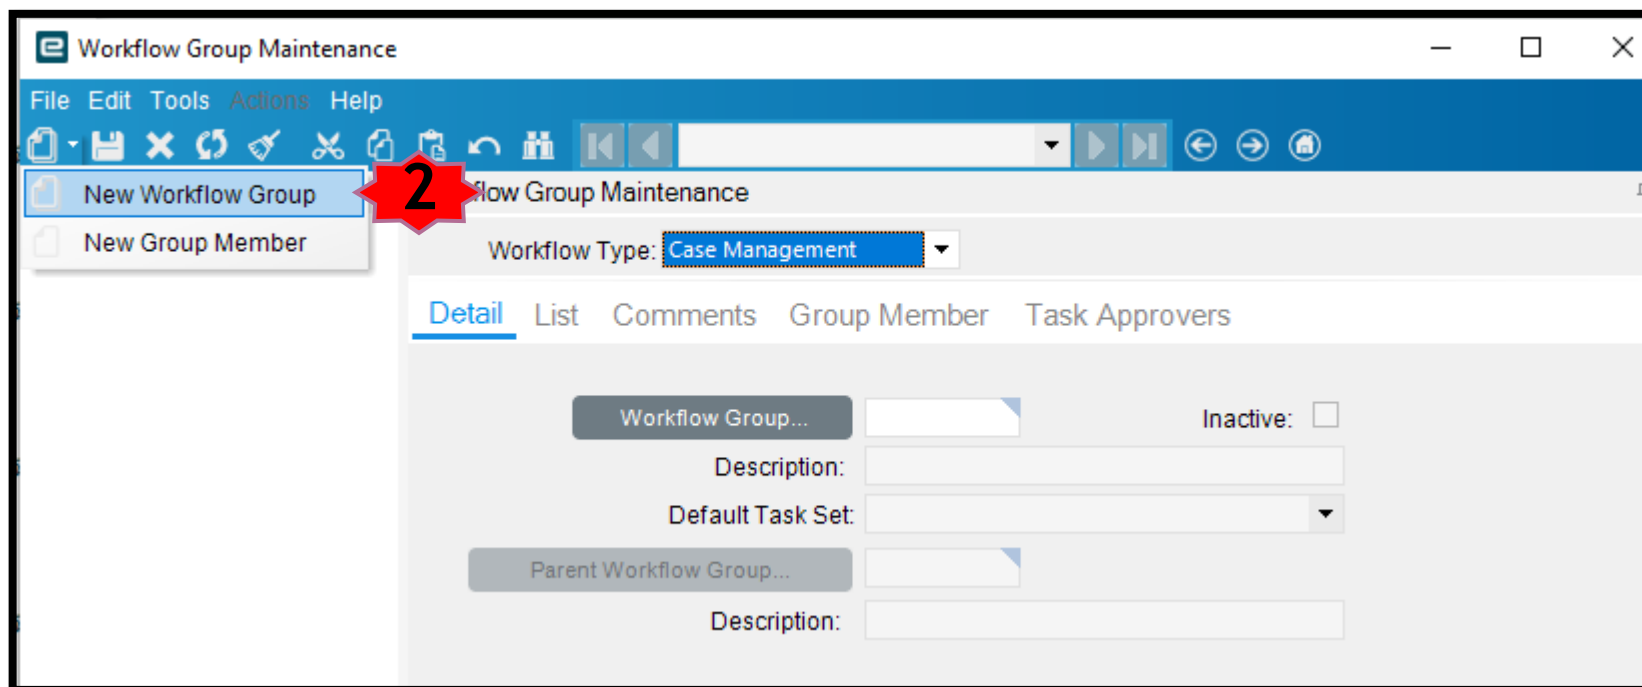 Workflow Group Maintenance
File Edit Tools Actions Help
New Workflow Group 2 flow Group Maintenance
New Group Member
Workflow Type: Case Management
Detail List Comments Group Member Task Approvers
Workflow Group... Inactive:
Description:
Default Task Set:
Parent Workflow Group...
Description: